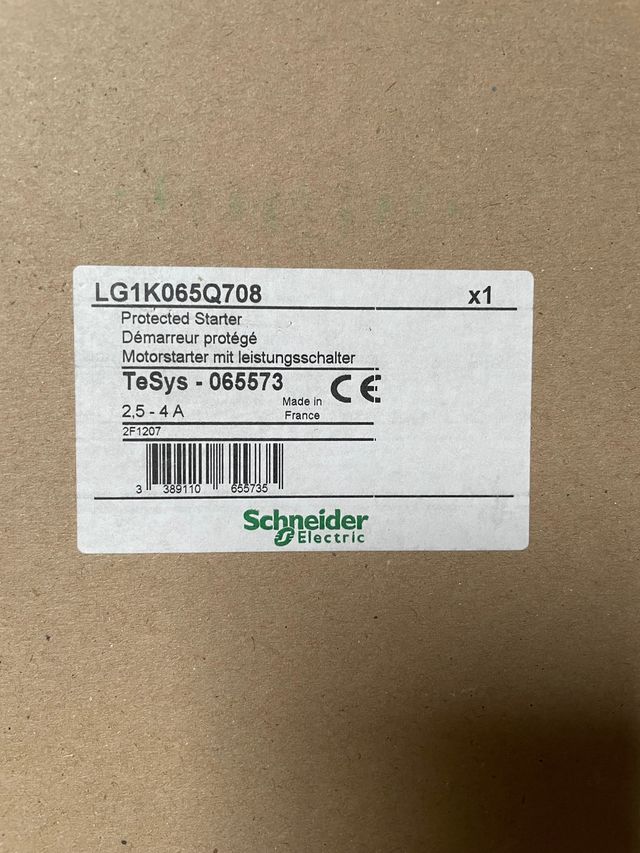 LG1K065Q708 x1
Protected Starter
Démarreur protégé
Motorstarter mit leistungsschalter
TeSys - 065573 CE
2,5 - 4 A Made in
France
2F1207
3 389110 655735
Schneider
Electric